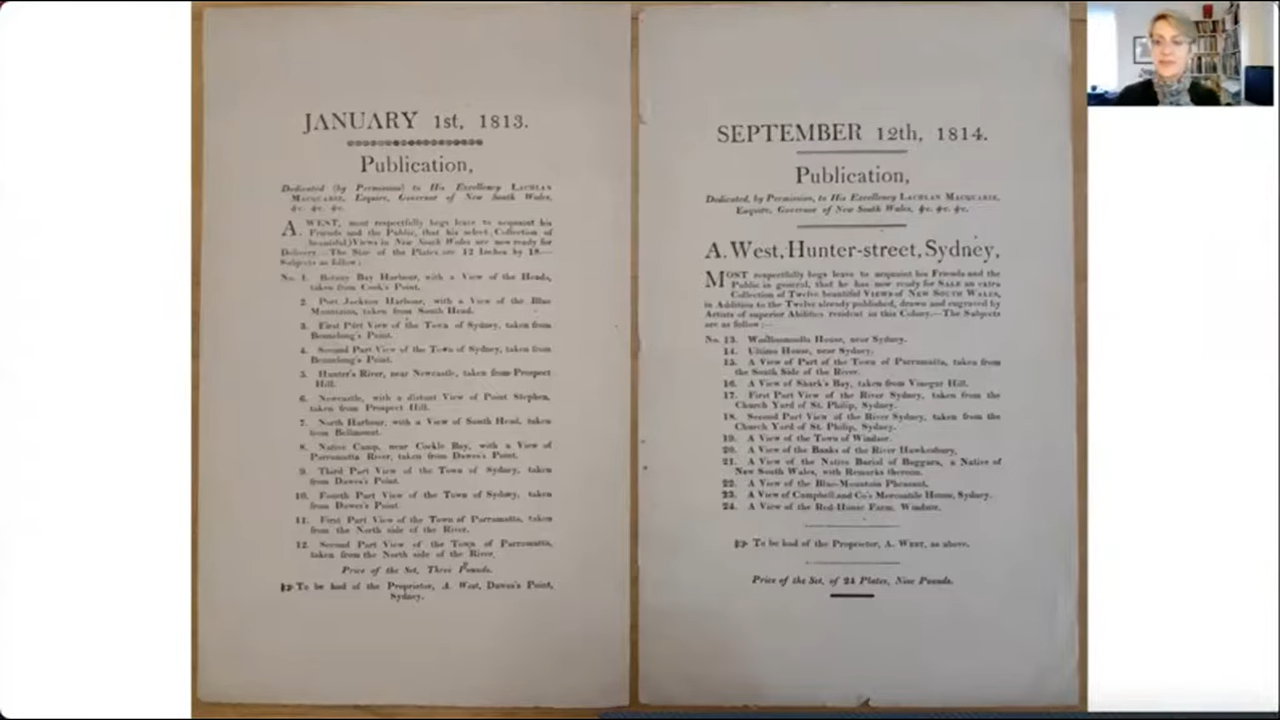 JANUARY 1st, 1813.
Publication,
Dedicated (by Permission) to His Excellency LACHLAN
MACQUARIE, Esquire, Governor of New South Wales,
&c. &c. &c.
A. WEST, most respectfully begs leave to acquaint his
Friends and the Public, that his select Collection of
beautiful Views in New South Wales are now ready for
Delivery.—The Size of the Plates are 12 Inches by 18.—
Subjects as follow:
No. 1. Botany Bay Harbour, with a View of the Heads,
taken from Cook's Point.
2. Port Jackson Harbour, with a View of the Blue
Mountains, taken from South Head.
3. First Part View of the Town of Sydney, taken from
Bennelong's Point.
4. Second Part View of the Town of Sydney, taken from
Bennelong's Point.
5. Hunter's River, near Newcastle, taken from Prospect
Hill.
6. Newcastle, with a distant View of Point Stephen,
taken from Prospect Hill.
7. North Harbour, with a View of South Head, taken
from Bellmount.
8. Native Camp, near Cockle Bay, with a View of
Parramatta River, taken from Dawes's Point.
9. Third Part View of the Town of Sydney, taken
from Dawes's Point.
10. Fourth Part View of the Town of Sydney, taken
from Dawes's Point.
11. First Part View of the Town of Parramatta, taken
from the North side of the River.
12. Second Part View of the Town of Parramatta,
taken from the North side of the River.
Price of the Set, Three Pounds.
☞ To be had of the Proprietor, A. West, Dawes's Point,
Sydney.
SEPTEMBER 12th, 1814.
Publication,
Dedicated, by Permission, to His Excellency LACHLAN MACQUARIE,
Esquire, Governor of New South Wales, &c. &c. &c.
A. West, Hunter-street, Sydney,
MOST respectfully begs leave to acquaint his Friends and the
Public in general, that he has now ready for SALE an extra
Collection of Twelve beautiful VIEWS of NEW SOUTH WALES,
in Addition to the Twelve already published, drawn and engraved by
Artists of superior Abilities resident in this Colony.—The Subjects
are as follow:—
No. 13. Woolloomoolla House, near Sydney.
14. Ultimo House, near Sydney.
15. A View of Part of the Town of Parramatta, taken from
the South Side of the River.
16. A View of Shark's Bay, taken from Vinegar Hill.
17. First Part View of the River Sydney, taken from the
Church Yard of St. Philip, Sydney.
18. Second Part View of the River Sydney, taken from the
Church Yard of St. Philip, Sydney.
19. A View of the Town of Windsor.
20. A View of the Banks of the River Hawkesbury,
21. A View of the Native Burial of Baggara, a Native of
New South Wales, with Remarks thereon.
22. A View of the Blue-Mountain Pheasant.
23. A View of Campbell and Co's Mercantile House, Sydney.
24. A View of the Red-House Farm, Windsor.
☞ To be had of the Proprietor, A. WEST, as above.
Price of the Set, of 24 Plates, Nine Pounds.